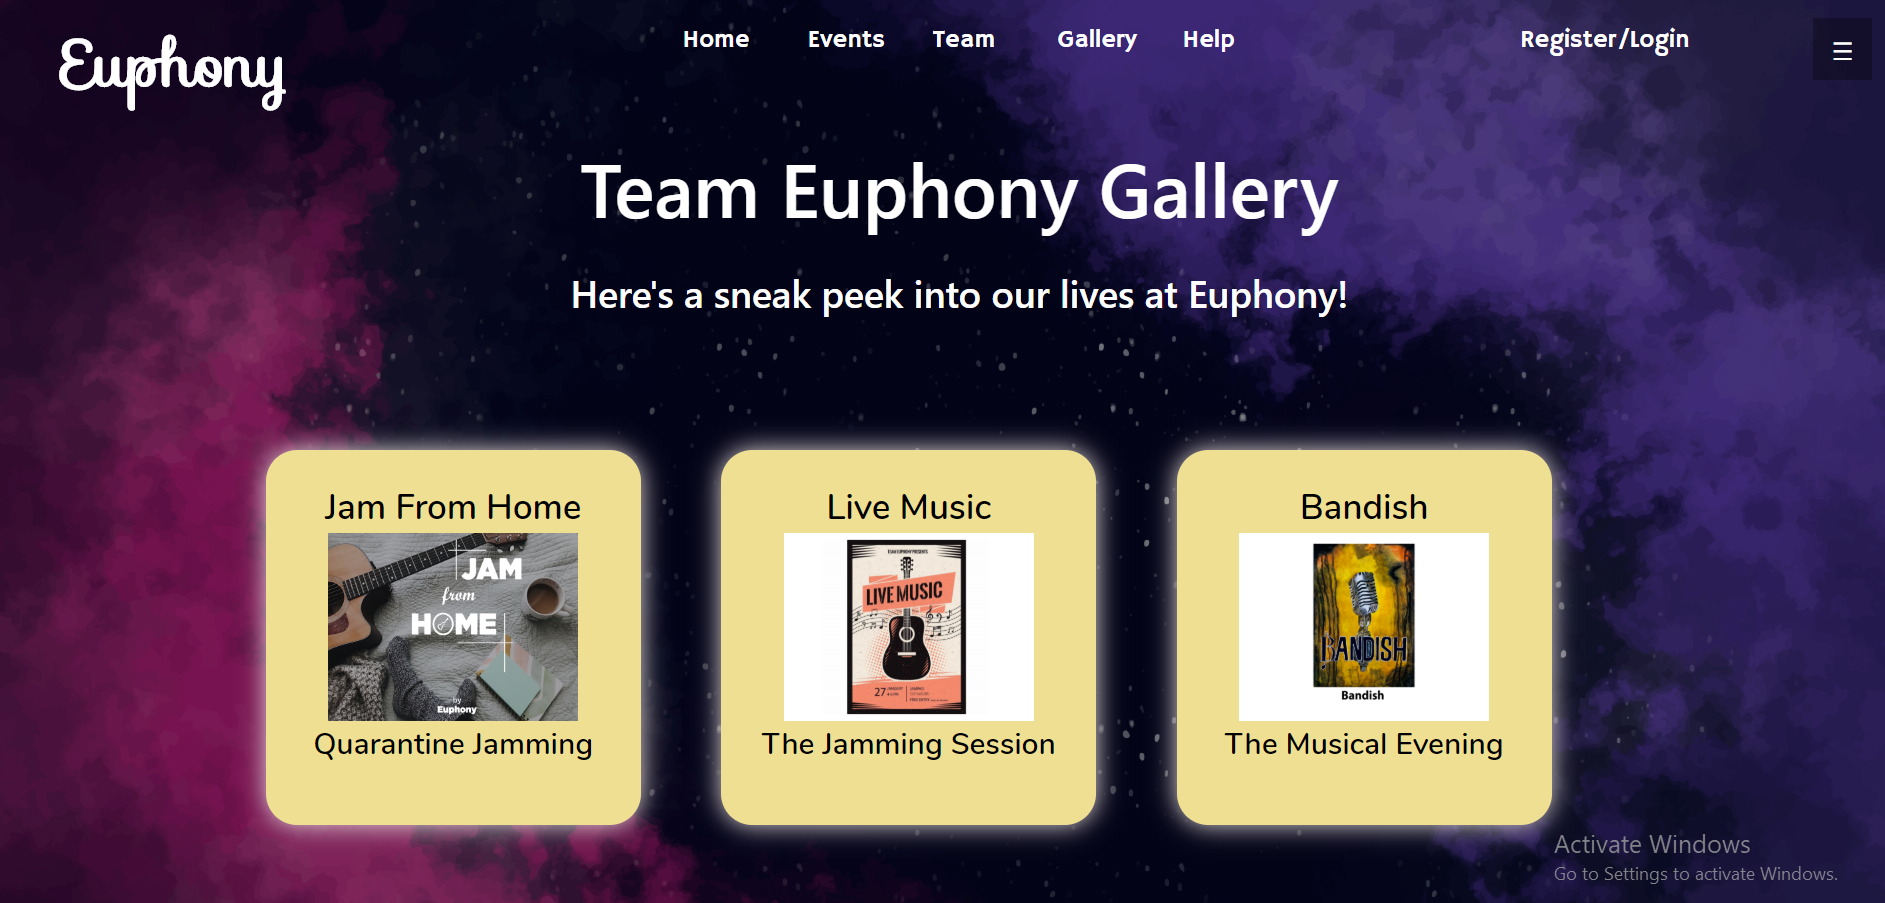 Euphony
Home Events Team Gallery Help Register/Login
Team Euphony Gallery
Here's a sneak peek into our lives at Euphony!
Jam From Home
JAM
from
HOME
by
Euphony
Quarantine Jamming
Live Music
TEAM EUPHONY PRESENTS
LIVE MUSIC
27
The Jamming Session
Bandish
BANDISH
Bandish
The Musical Evening
Activate Windows
Go to Settings to activate Windows.